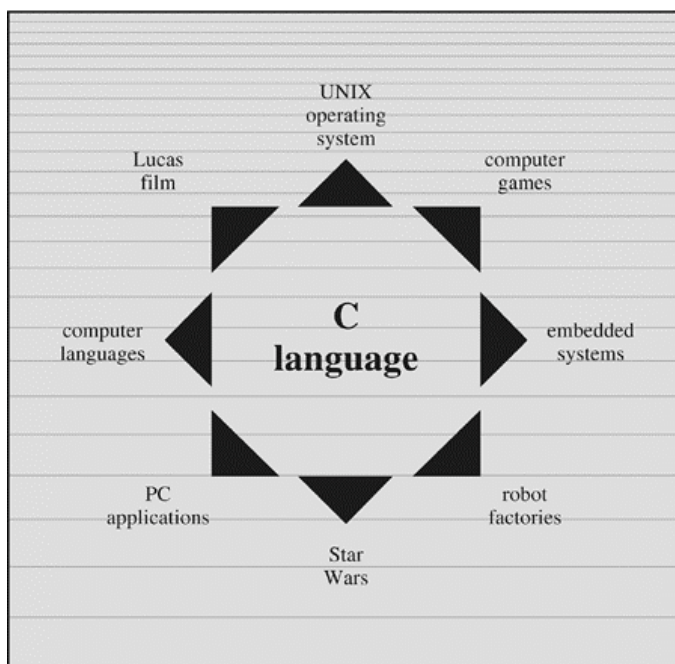 UNIX
operating
system
Lucas
film
computer
games
computer
languages
C
language
embedded
systems
PC
applications
robot
factories
Star
Wars